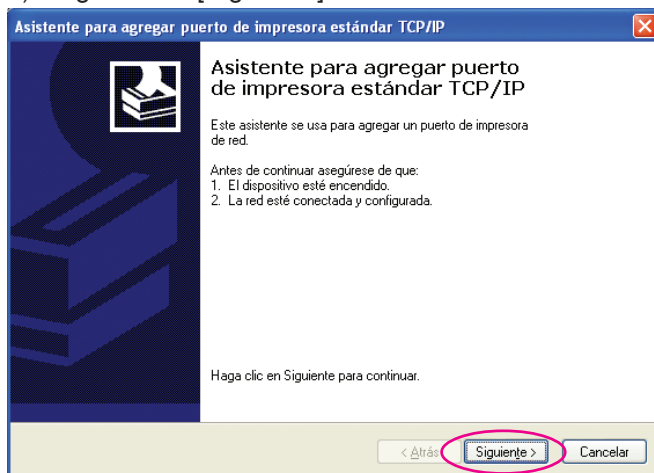 Asistente para agregar puerto de impresora estándar TCP/IP
Asistente para agregar puerto
de impresora estándar TCP/IP
Este asistente se usa para agregar un puerto de impresora
de red.
Antes de continuar asegúrese de que:
1. El dispositivo esté encendido.
2. La red esté conectada y configurada.
Haga clic en Siguiente para continuar.
< Atrás Siguiente > Cancelar